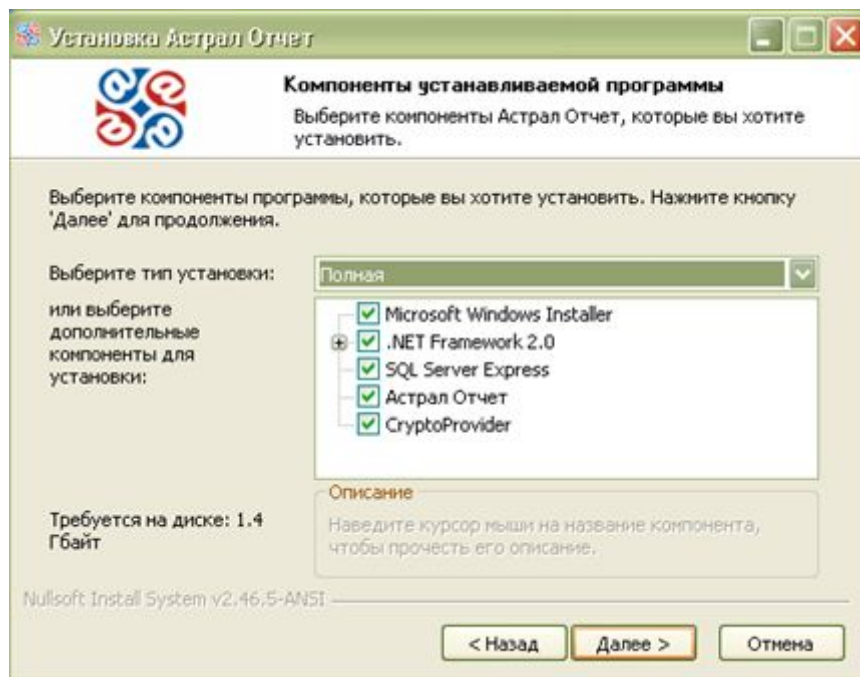 Установка Астрал Отчет
Компоненты устанавливаемой программы
Выберите компоненты Астрал Отчет, которые вы хотите
установить.
Выберите компоненты программы, которые вы хотите установить. Нажмите кнопку
'Далее' для продолжения.
Выберите тип установки:
Полная
или выберите
дополнительные
компоненты для
установки:
Microsoft Windows Installer
.NET Framework 2.0
SQL Server Express
Астрал Отчет
CryptoProvider
Требуется на диске: 1.4
Гбайт
Описание
Наведите курсор мыши на название компонента,
чтобы прочесть его описание.
Nullsoft Install System v2.46.5-ANSI
< Назад
Далее >
Отмена